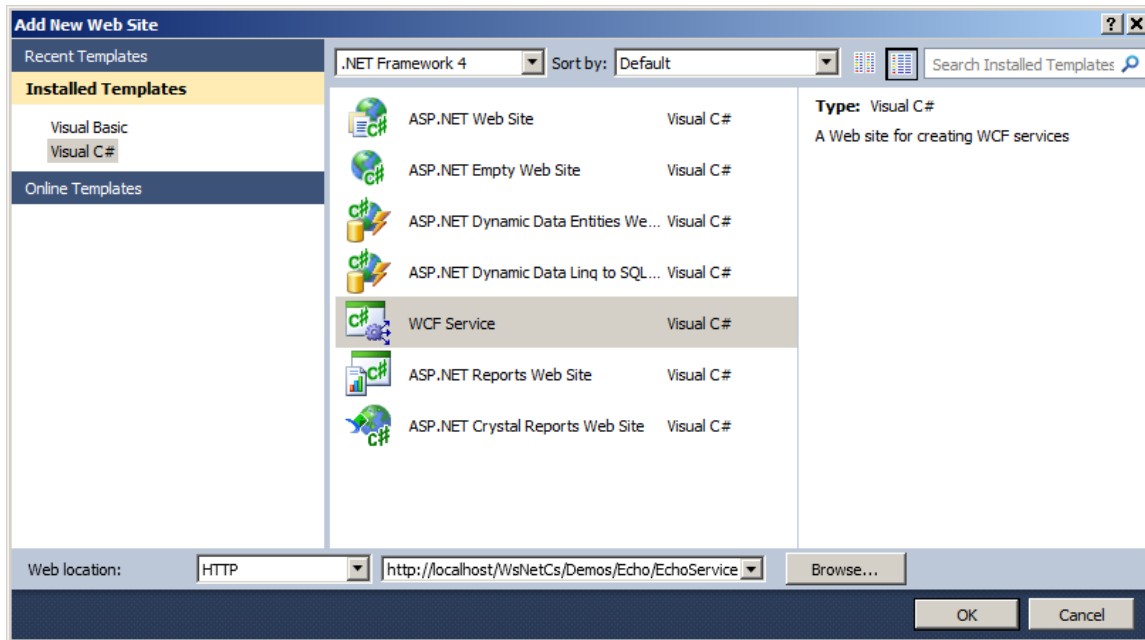 Add New Web Site
Recent Templates
Installed Templates
Visual Basic
Visual C#
Online Templates
.NET Framework 4 Sort by: Default Search Installed Templates
ASP.NET Web Site Visual C#
ASP.NET Empty Web Site Visual C#
ASP.NET Dynamic Data Entities We... Visual C#
ASP.NET Dynamic Data Linq to SQL... Visual C#
WCF Service Visual C#
ASP.NET Reports Web Site Visual C#
ASP.NET Crystal Reports Web Site Visual C#
Type: Visual C#
A Web site for creating WCF services
Web location: HTTP http://localhost/WsNetCs/Demos/Echo/EchoService Browse...
OK Cancel